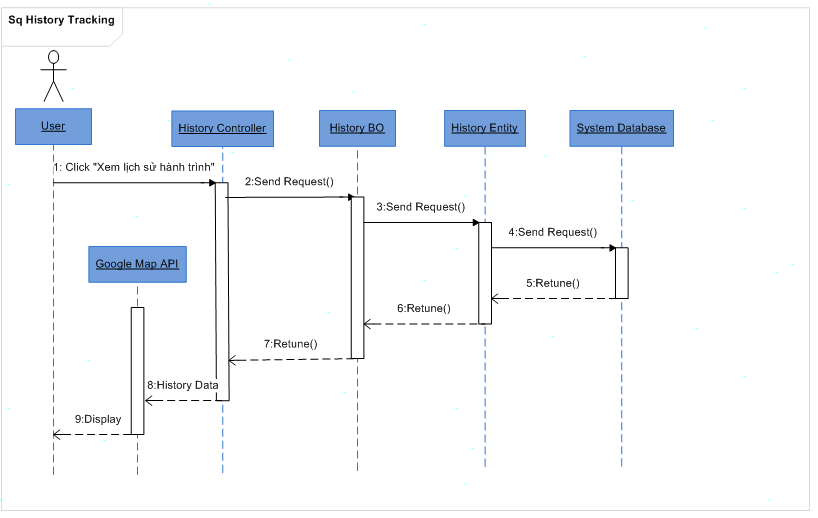 Sq History Tracking
User
History Controller
History BO
History Entity
System Database
1: Click "Xem lịch sử hành trình"
2:Send Request()
3:Send Request()
4:Send Request()
Google Map API
5:Retune()
6:Retune()
7:Retune()
8:History Data
9:Display